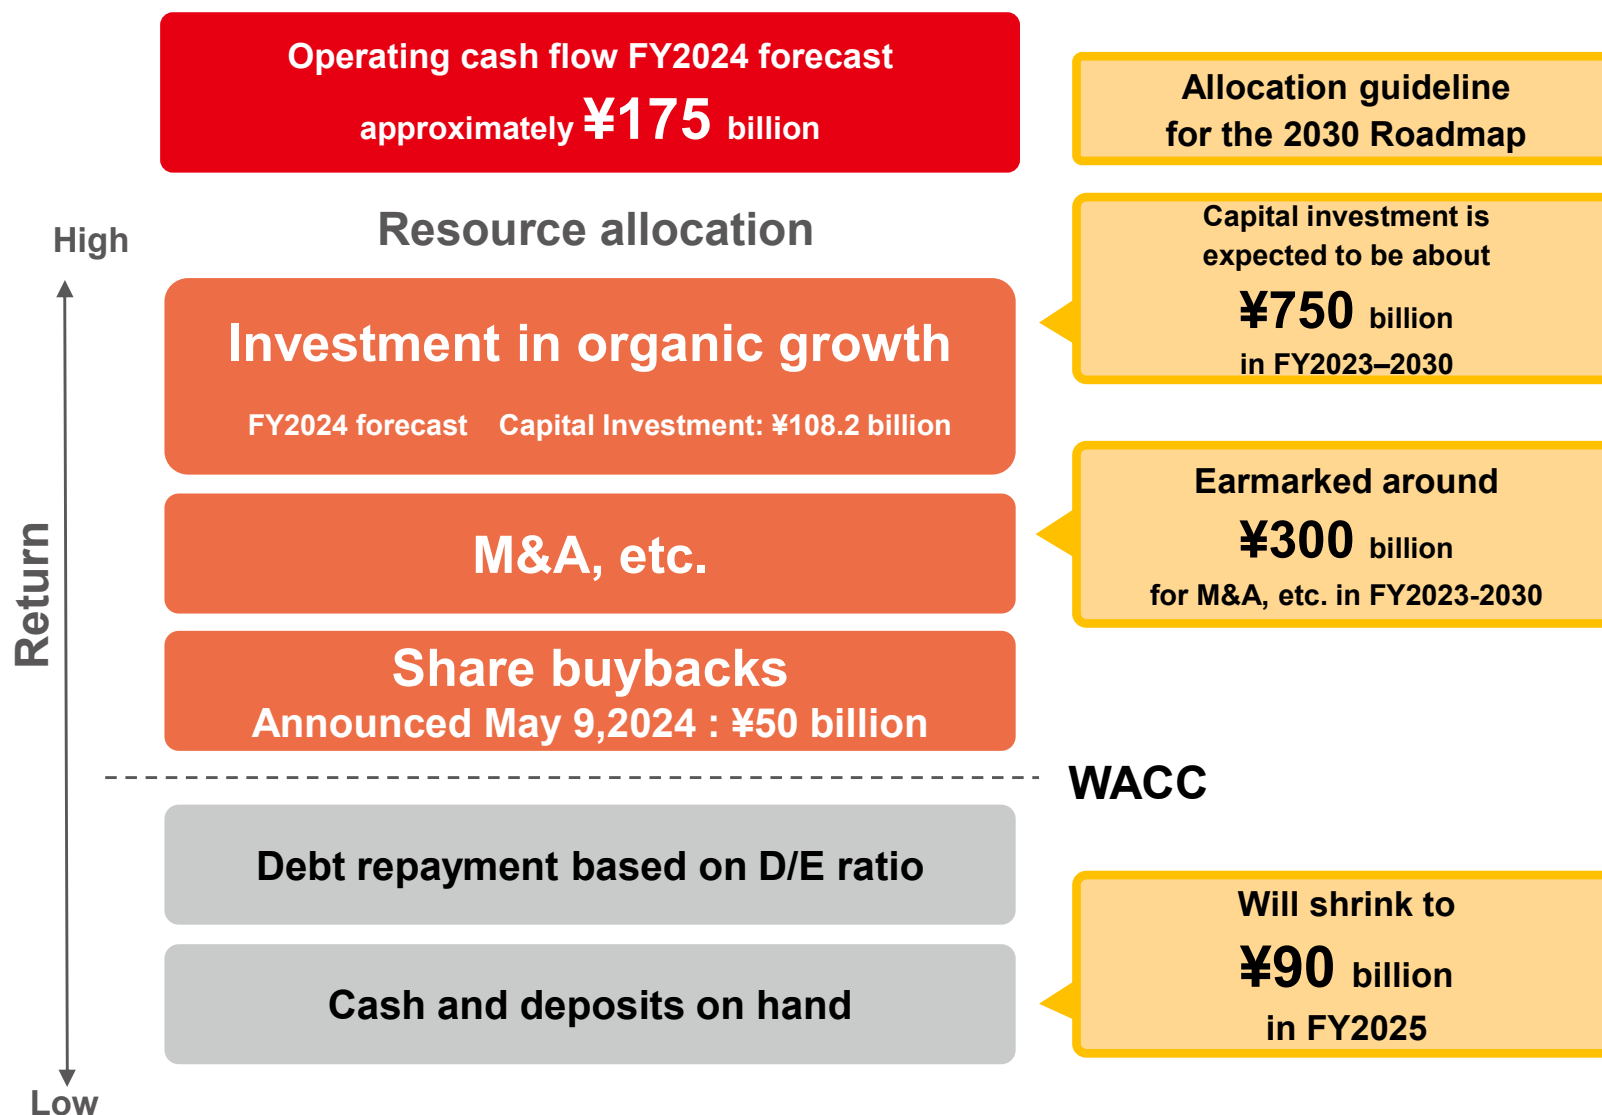 Operating cash flow FY2024 forecast
approximately ¥175 billion
Allocation guideline
for the 2030 Roadmap
Resource allocation
High
Return
Low
Investment in organic growth
FY2024 forecast Capital Investment: ¥108.2 billion
Capital investment is
expected to be about
¥750 billion
in FY2023–2030
M&A, etc.
Earmarked around
¥300 billion
for M&A, etc. in FY2023-2030
Share buybacks
Announced May 9,2024 : ¥50 billion
WACC
Debt repayment based on D/E ratio
Cash and deposits on hand
Will shrink to
¥90 billion
in FY2025